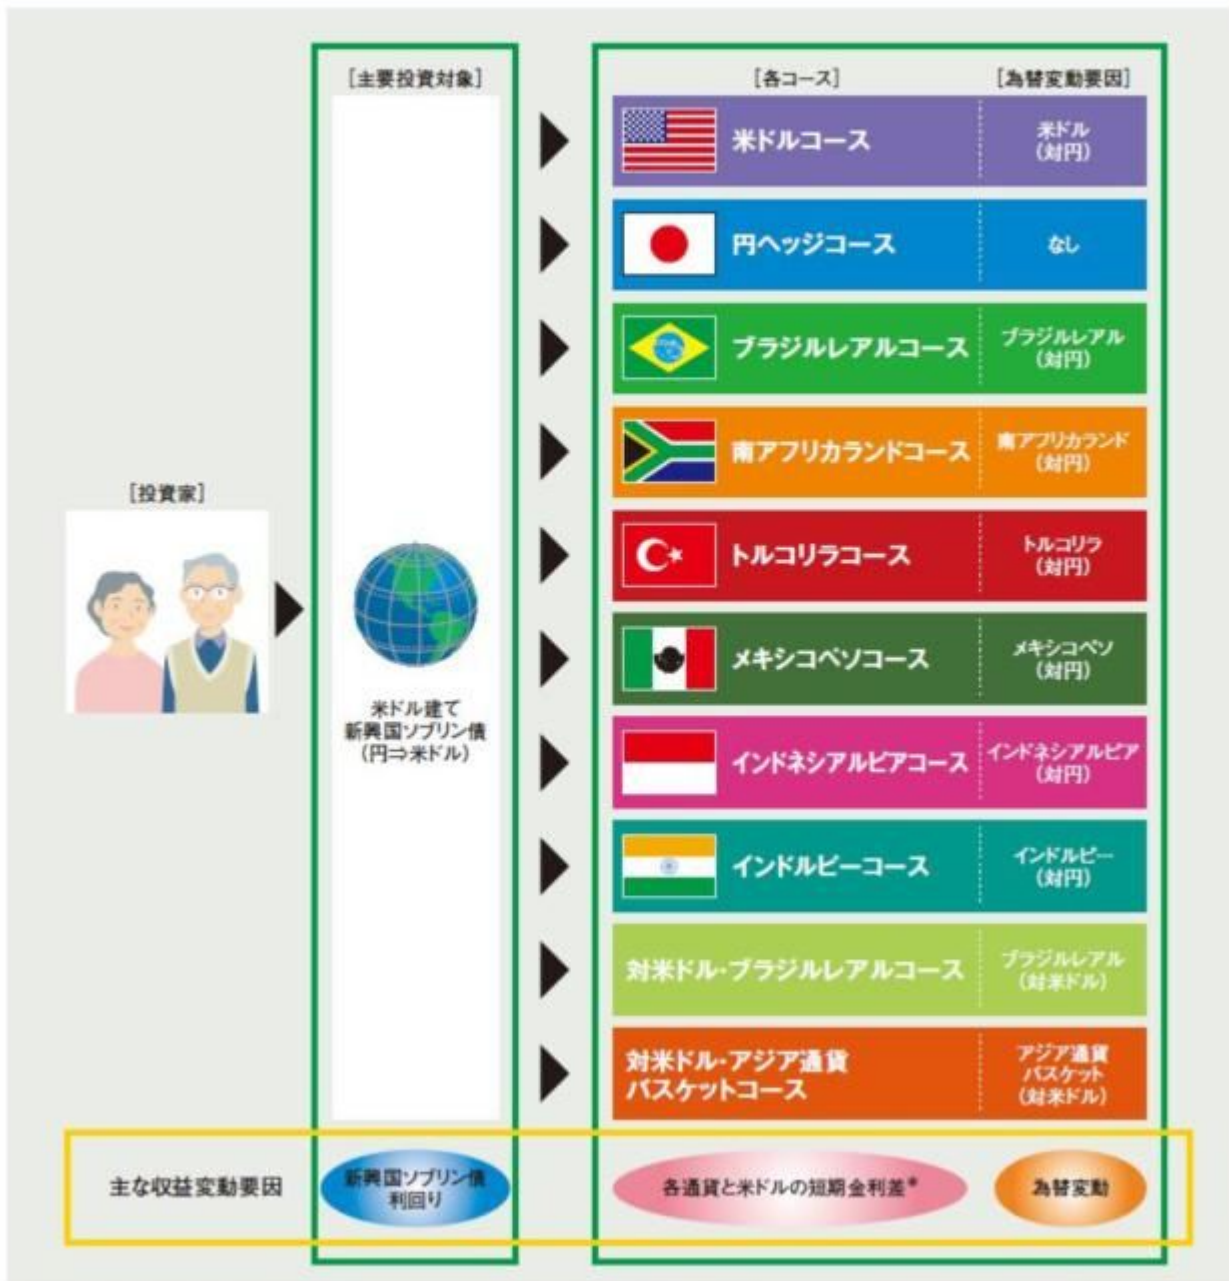 [主要投資対象]
[各コース]
[為替変動要因]
米ドルコース
米ドル
(対円)
円ヘッジコース
なし
ブラジルレアルコース
ブラジルレアル
(対円)
南アフリカランドコース
南アフリカランド
(対円)
[投資家]
トルコリラコース
トルコリラ
(対円)
メキシコペソコース
メキシコペソ
(対円)
米ドル建て
新興国ソブリン債
(円⇒米ドル)
インドネシアルピアコース
インドネシアルピア
(対円)
インドルピーコース
インドルピー
(対円)
対米ドル・ブラジルレアルコース
ブラジルレアル
(対米ドル)
対米ドル・アジア通貨
バスケットコース
アジア通貨
バスケット
(対米ドル)
主な収益変動要因
新興国ソブリン債
利回り
各通貨と米ドルの短期金利差*
為替変動